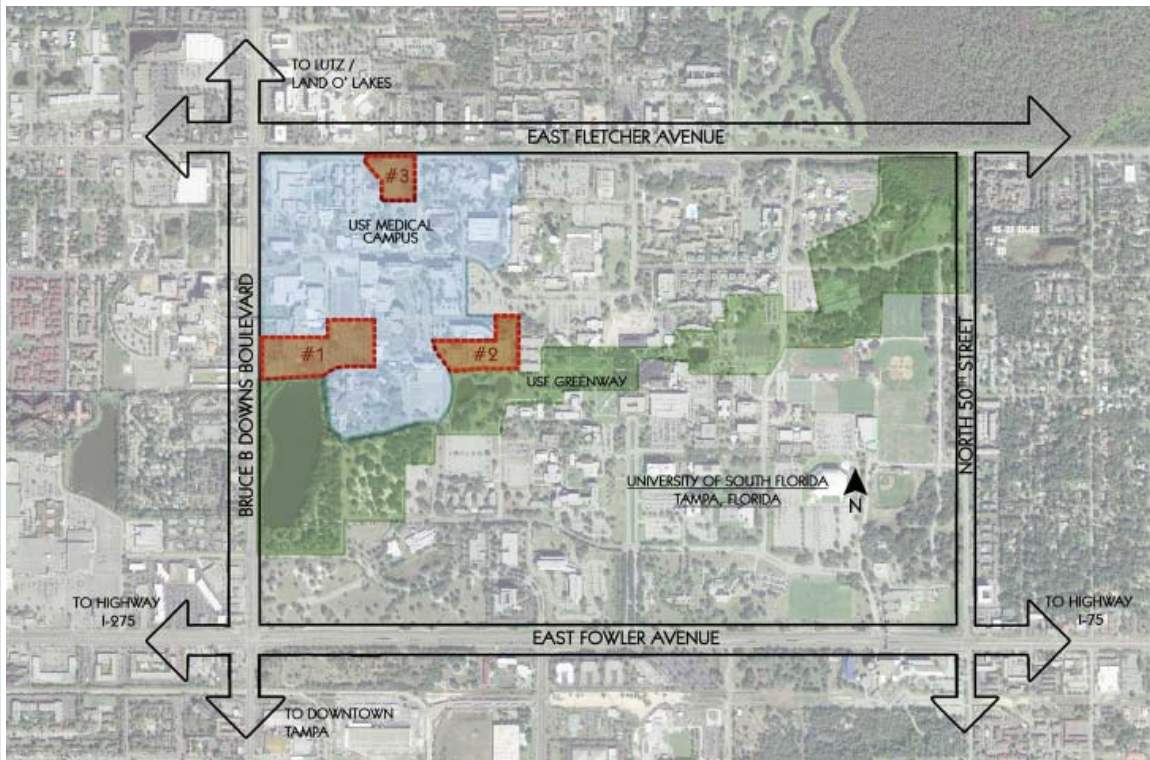 TO LUTZ /
LAND O' LAKES
EAST FLETCHER AVENUE
#3
USF MEDICAL
CAMPUS
BRUCE B DOWNS BOULEVARD
#1
#2
USF GREENWAY
NORTH 50TH STREET
UNIVERSITY OF SOUTH FLORIDA
TAMPA, FLORIDA
N
TO HIGHWAY
I-275
TO HIGHWAY
I-75
EAST FOWLER AVENUE
TO DOWNTOWN
TAMPA